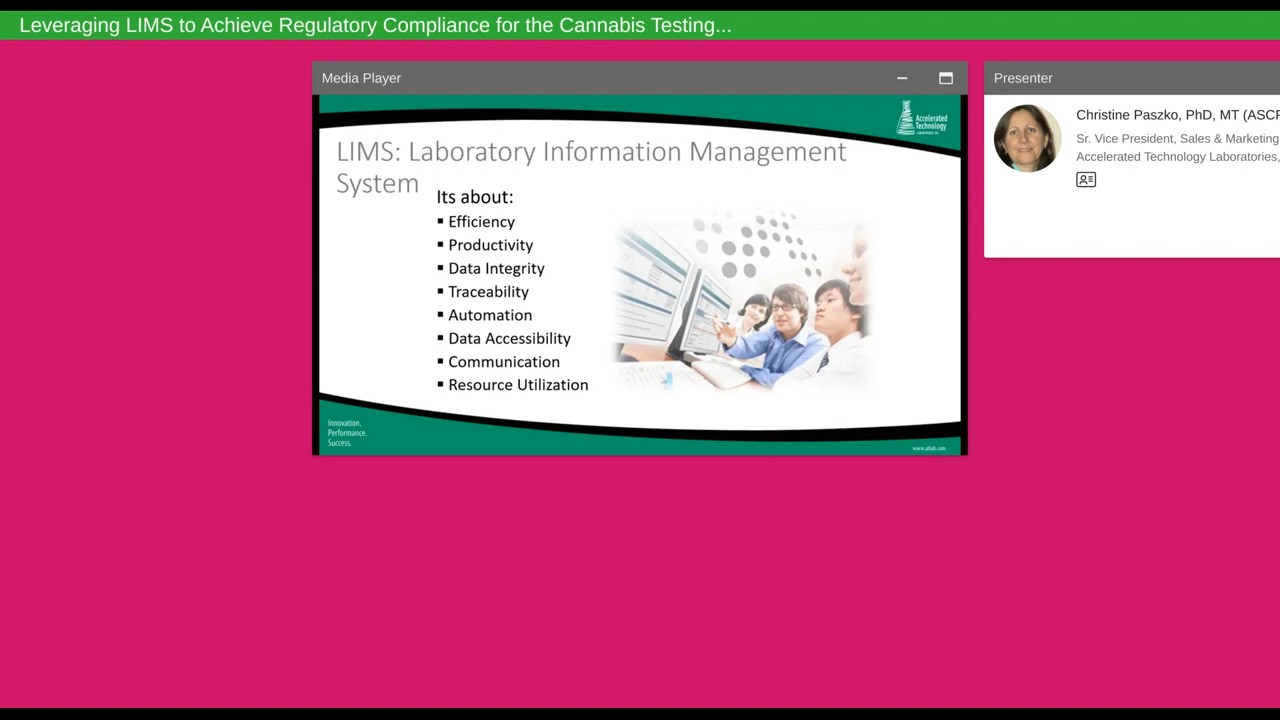 Leveraging LIMS to Achieve Regulatory Compliance for the Cannabis Testing...
Media Player
Presenter
Accelerated
Technology
LIMS: Laboratory Information Management
System
Its about:
▪ Efficiency
▪ Productivity
▪ Data Integrity
▪ Traceability
▪ Automation
▪ Data Accessibility
▪ Communication
▪ Resource Utilization
Innovation.
Performance.
Success.
www.atlab.com
Christine Paszko, PhD, MT (ASCP
Sr. Vice President, Sales & Marketing
Accelerated Technology Laboratories,